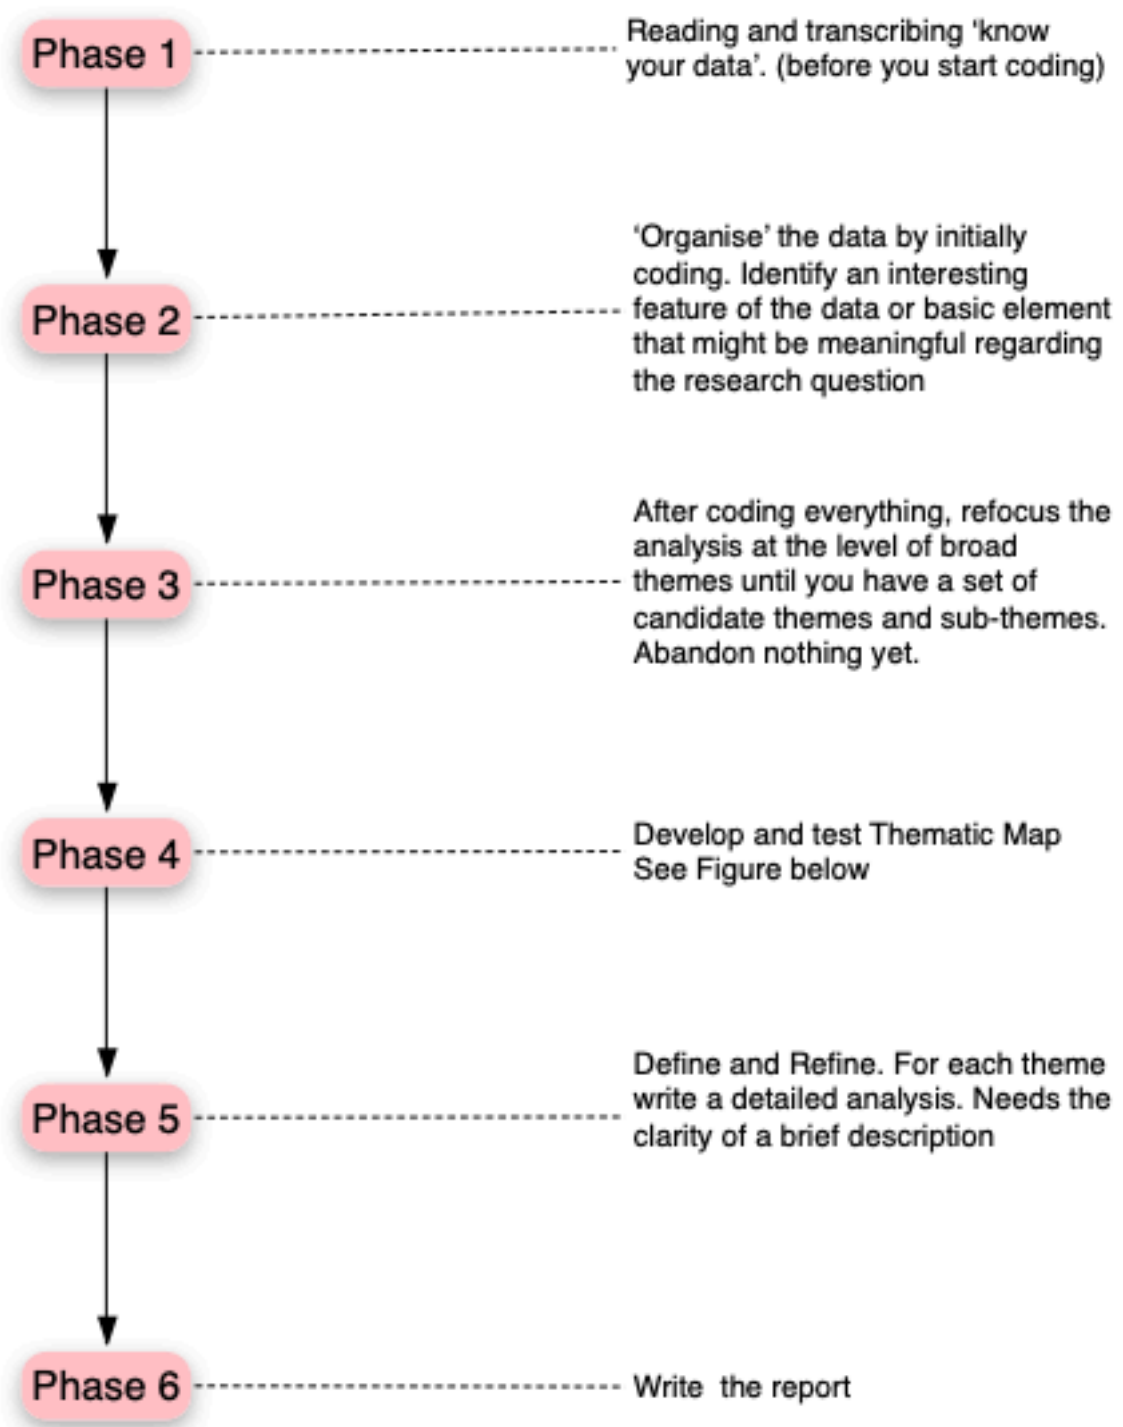 Phase 1
Reading and transcribing 'know
your data’. (before you start coding)
Phase 2
‘Organise’ the data by initially
coding. Identify an interesting
feature of the data or basic element
that might be meaningful regarding
the research question
Phase 3
After coding everything, refocus the
analysis at the level of broad
themes until you have a set of
candidate themes and sub-themes.
Abandon nothing yet.
Phase 4
Develop and test Thematic Map
See Figure below
Phase 5
Define and Refine. For each theme
write a detailed analysis. Needs the
clarity of a brief description
Phase 6
Write the report